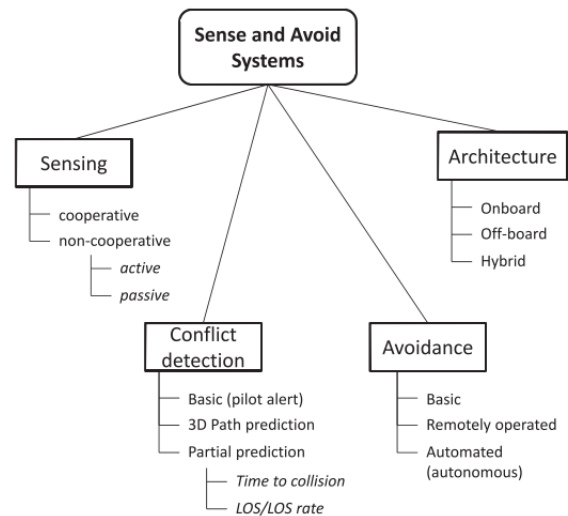 Sense and Avoid
Systems
Sensing
cooperative
non-cooperative
active
passive
Architecture
Onboard
Off-board
Hybrid
Conflict
detection
Basic (pilot alert)
3D Path prediction
Partial prediction
Time to collision
LOS/LOS rate
Avoidance
Basic
Remotely operated
Automated
(autonomous)